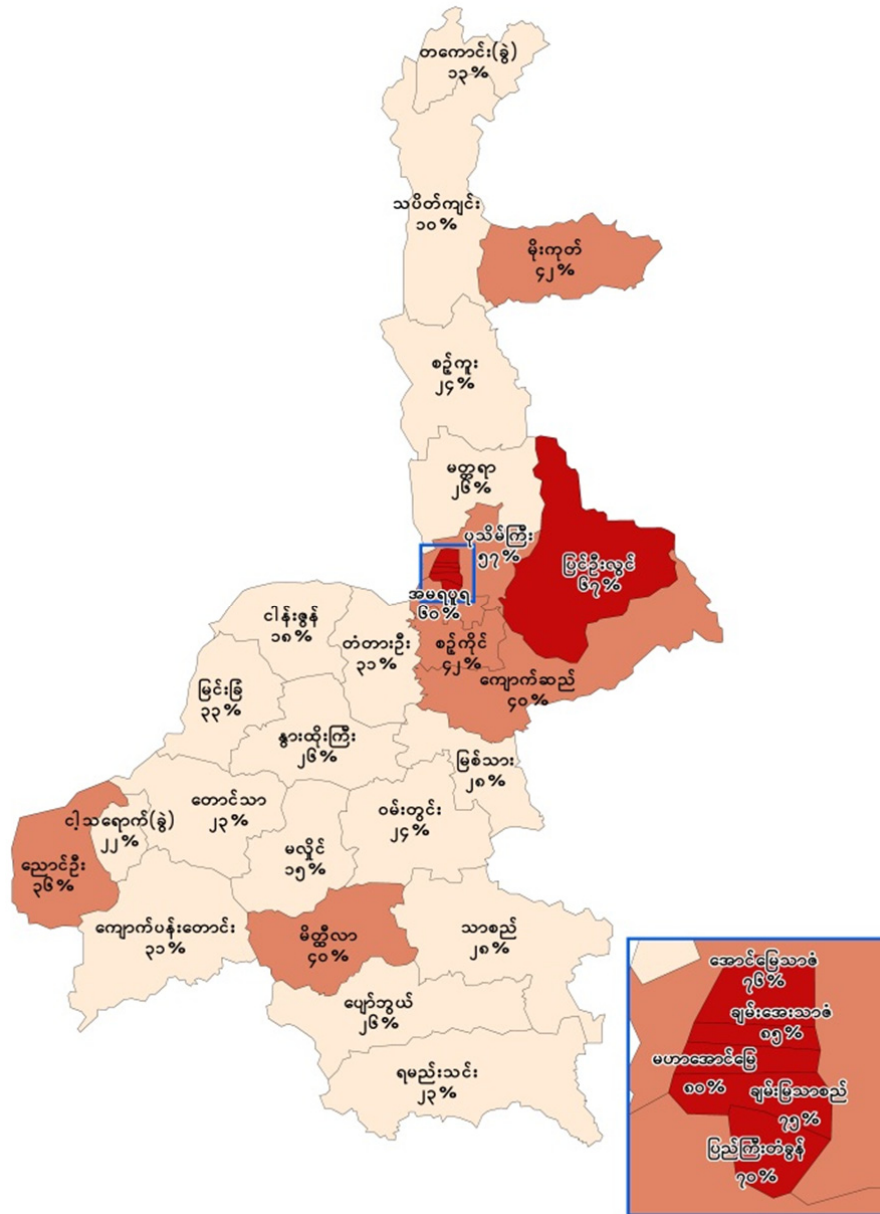 တကောင်း(ခွဲ)
၁၃%
သပိတ်ကျင်း
၁၀%
မိုးကုတ်
၄၂%
စဉ့်ကူး
၂၄%
မတ္တရာ
၂၆%
ပုသိမ်ကြီး
၅၇%
ပြင်ဦးလွင်
၆၇%
အမရပူရ
၆၀%
ငါန်းဇွန်
၁၈%
တံတားဦး
၃၁%
စဉ့်ကိုင်
၄၂%
ကျောက်ဆည်
၄၀%
မြင်းခြံ
၃၃%
နွားထိုးကြီး
၂၆%
မြစ်သား
၂၈%
တောင်သာ
၂၃%
ဝမ်းတွင်း
၂၄%
ငါ့သရောက်(ခွဲ)
၂၂%
မလှိုင်
၁၅%
ညောင်ဦး
၃၆%
ကျောက်ပန်းတောင်း
၃၁%
မိတ္ထီလာ
၄၀%
သာစည်
၂၈%
ပျော်ဘွယ်
၂၆%
ရမည်းသင်း
၂၃%
အောင်မြေသာဇံ
၇၆%
ချမ်းအေးသာဇံ
၈၅%
မဟာအောင်မြေ
၈၀%
ချမ်းမြသာစည်
၇၅%
ပြည်ကြီးတံခွန်
၇၀%